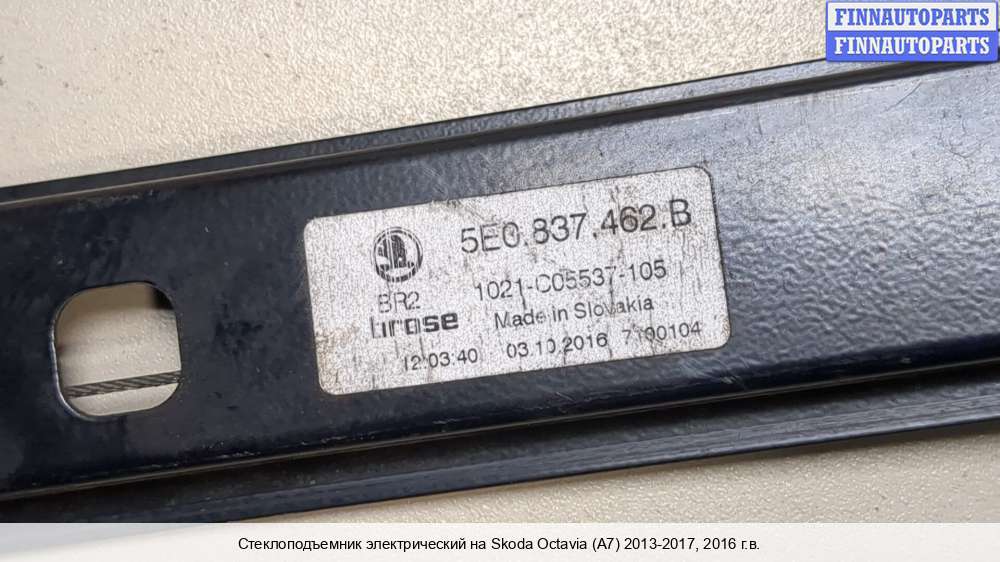 FINNAUTOPARTS
FINNAUTOPARTS
5E0.837.462.B
1021-C05537-105
BR2
brose
Made in Slovakia
12:03:40 03.10.2016
Стеклоподъемник электрический на Skoda Octavia (A7) 2013-2017, 2016 г.в.